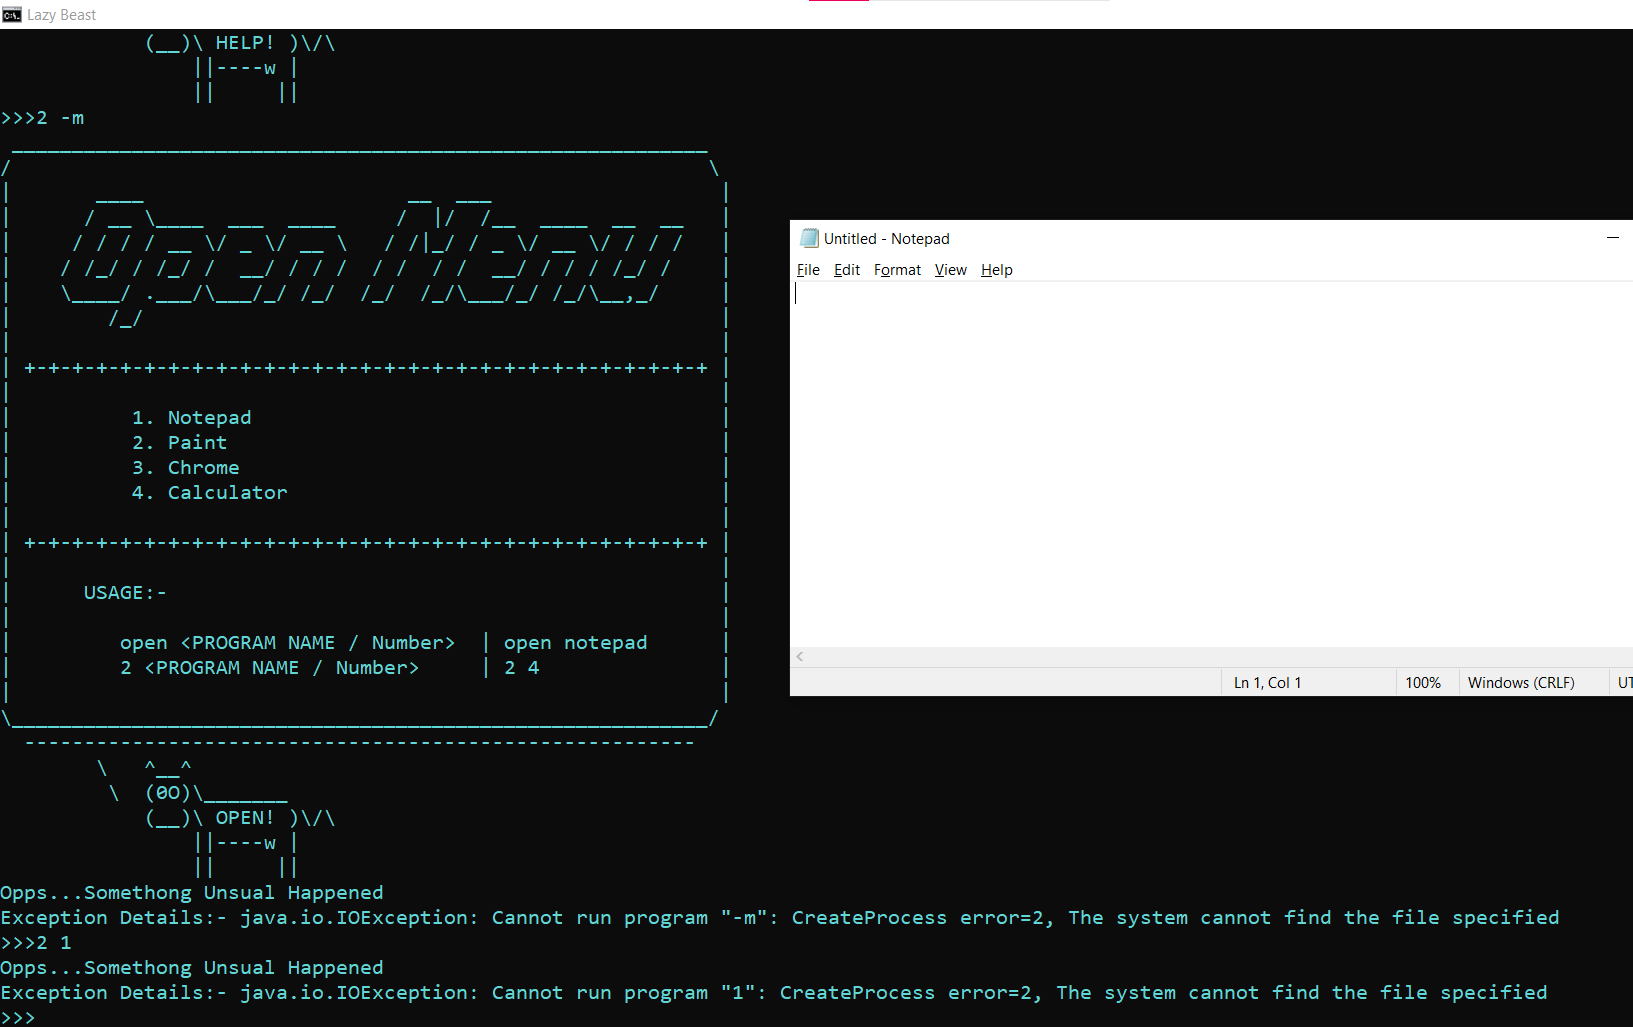 Lazy Beast
(__)\ HELP! )\/\
||----w |
||     ||
>>>2 -m
Open Menu
+-+-+-+-+-+-+-+-+-+-+-+-+-+-+-+-+-+-+-+-+-+-+-+-+-+-+-+-+
1. Notepad
2. Paint
3. Chrome
4. Calculator
+-+-+-+-+-+-+-+-+-+-+-+-+-+-+-+-+-+-+-+-+-+-+-+-+-+-+-+-+
USAGE:-
open <PROGRAM NAME / Number>  | open notepad
2 <PROGRAM NAME / Number>     | 2 4
\   ^__^
\  (0O)\_______
(__)\ OPEN! )\/\
||----w |
||     ||
Opps...Somethong Unsual Happened
Exception Details:- java.io.IOException: Cannot run program "-m": CreateProcess error=2, The system cannot find the file specified
>>>2 1
Opps...Somethong Unsual Happened
Exception Details:- java.io.IOException: Cannot run program "1": CreateProcess error=2, The system cannot find the file specified
>>>
Untitled - Notepad
File Edit Format View Help
Ln 1, Col 1 100% Windows (CRLF) UT